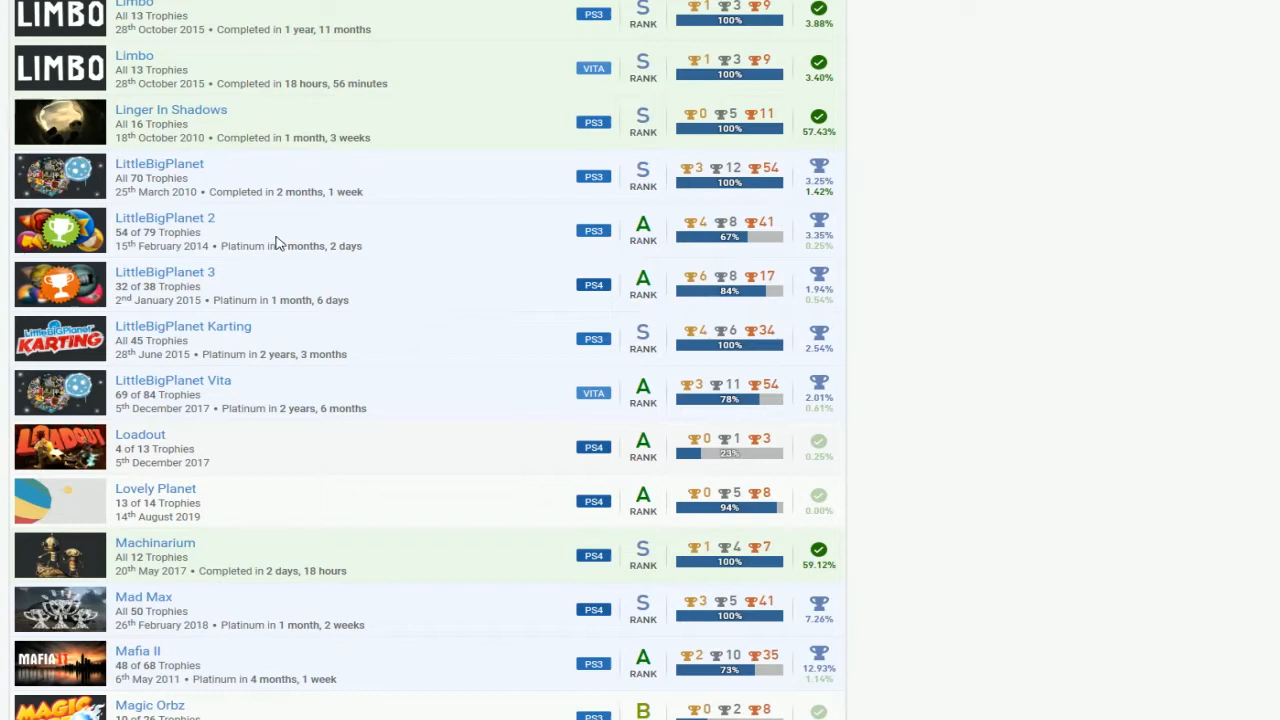 LIMBO
Limbo
All 13 Trophies
28th October 2015 • Completed in 1 year, 11 months
PS3
S
RANK
1 3 9
100%
3.88%
LIMBO
Limbo
All 13 Trophies
28th October 2015 • Completed in 18 hours, 56 minutes
VITA
S
RANK
1 3 9
100%
3.40%
Linger In Shadows
All 16 Trophies
18th October 2010 • Completed in 1 month, 3 weeks
PS3
S
RANK
0 5 11
100%
57.43%
LittleBigPlanet
All 70 Trophies
25th March 2010 • Completed in 2 months, 1 week
PS3
S
RANK
3 12 54
100%
3.25%
1.42%
LittleBigPlanet 2
54 of 79 Trophies
15th February 2014 • Platinum in months, 2 days
PS3
A
RANK
4 8 41
67%
3.35%
0.25%
LittleBigPlanet 3
32 of 38 Trophies
2nd January 2015 • Platinum in 1 month, 6 days
PS4
A
RANK
6 8 17
84%
1.94%
0.54%
LittleBIGPlanet
KARTING
LittleBigPlanet Karting
All 45 Trophies
28th June 2015 • Platinum in 2 years, 3 months
PS3
S
RANK
4 6 34
100%
2.54%
LittleBigPlanet Vita
69 of 84 Trophies
5th December 2017 • Platinum in 2 years, 6 months
VITA
A
RANK
3 11 54
78%
2.01%
0.61%
LOADOUT
Loadout
4 of 13 Trophies
5th December 2017
PS4
A
RANK
0 1 3
23%
0.25%
Lovely Planet
13 of 14 Trophies
14th August 2019
PS4
A
RANK
0 5 8
94%
0.00%
Machinarium
All 12 Trophies
20th May 2017 • Completed in 2 days, 18 hours
PS4
S
RANK
1 4 7
100%
59.12%
Mad Max
All 50 Trophies
26th February 2018 • Platinum in 1 month, 2 weeks
PS4
S
RANK
3 5 41
100%
7.26%
MAFIA II
Mafia II
48 of 68 Trophies
6th May 2011 • Platinum in 4 months, 1 week
PS3
A
RANK
2 10 35
73%
12.93%
1.14%
MAGIC
Magic Orbz
19 of 26 Trophies
PS3
B
0 2 8